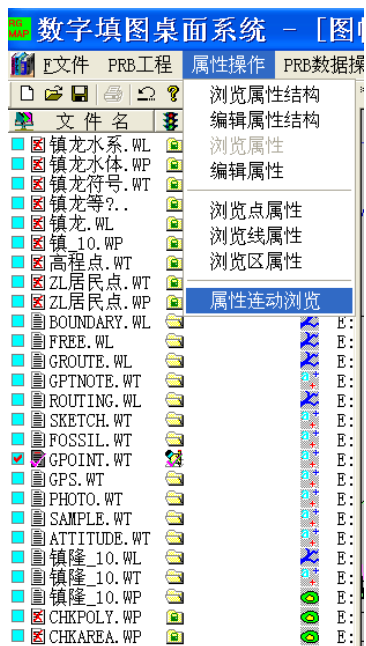 RG MAP 数字填图桌面系统 - [图
F文件 PRB工程 属性操作 PRB数据
文件名
浏览属性结构
编辑属性结构
浏览属性
编辑属性
浏览点属性
浏览线属性
浏览区属性
属性连动浏览
镇龙水系.WL
镇龙水体.WP
镇龙符号.WT
镇龙等?..
镇龙.WL
镇_10.WP
高程点.WT
ZL居民点.WT
ZL居民点.WP
BOUNDARY.WL E:
FREE.WL E:
GROUTE.WL E:
GPTNOTE.WT E:
ROUTING.WL E:
SKETCH.WT E:
FOSSIL.WT E:
GPOINT.WT E:
GPS.WT E:
PHOTO.WT E:
SAMPLE.WT E:
ATTITUDE.WT E:
镇隆_10.WL E:
镇隆_10.WT E:
镇隆_10.WP E:
CHKPOLY.WP E:
CHKAREA.WP E: